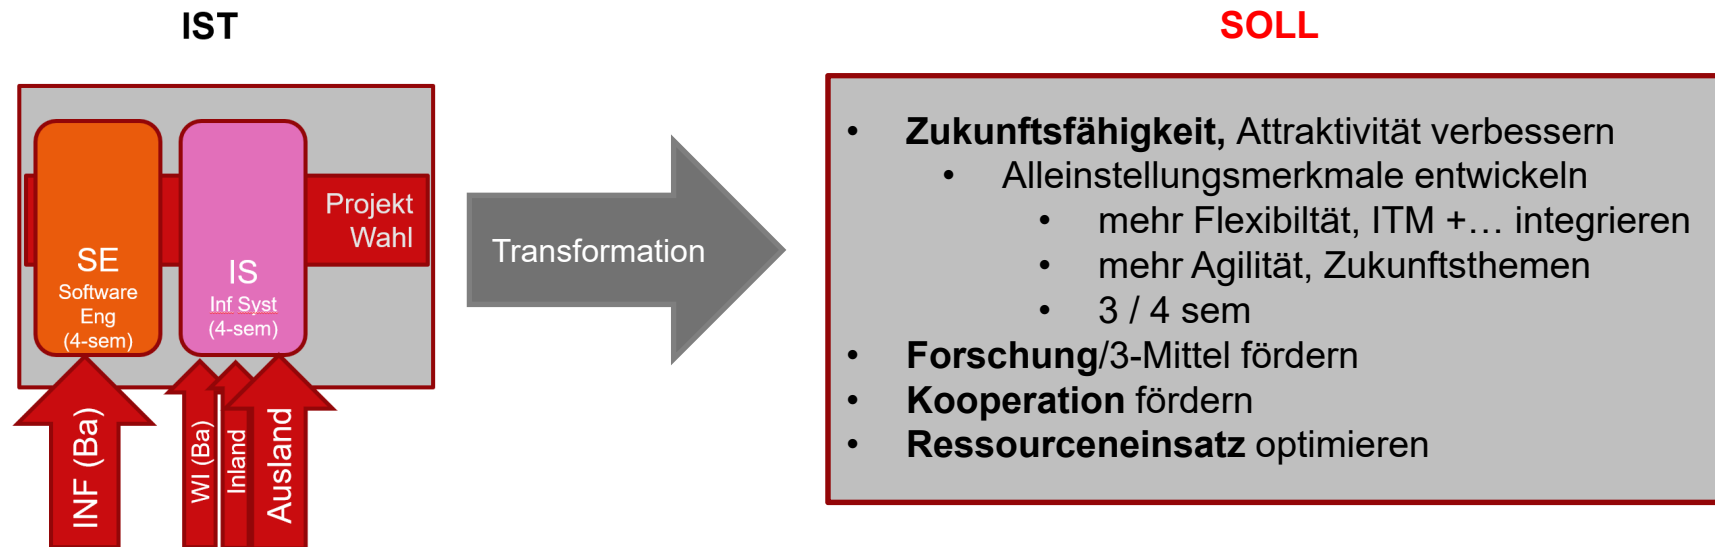 IST
SOLL
Projekt
Wahl
SE
Software
Eng
(4-sem)
IS
Inf Syst
(4-sem)
INF (Ba)
WI (Ba)
Inland
Ausland
Transformation
• Zukunftsfähigkeit, Attraktivität verbessern
• Alleinstellungsmerkmale entwickeln
• mehr Flexibiltät, ITM +… integrieren
• mehr Agilität, Zukunftsthemen
• 3 / 4 sem
• Forschung/3-Mittel fördern
• Kooperation fördern
• Ressourceneinsatz optimieren